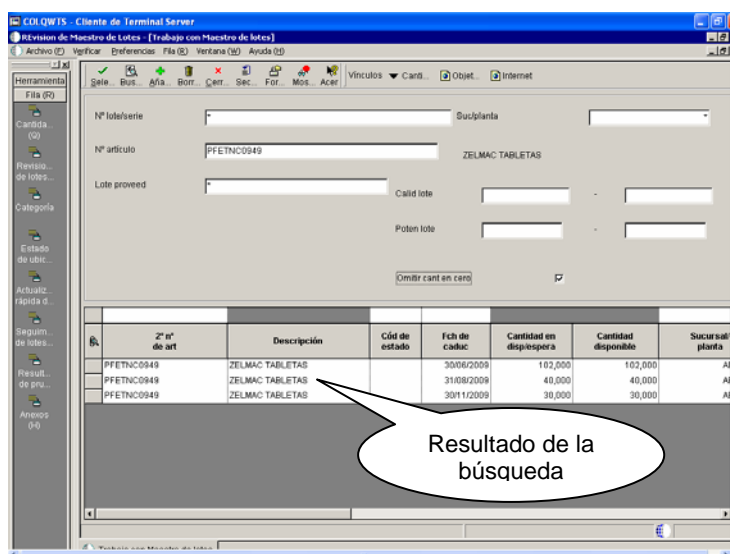 COLQWTS - Cliente de Terminal Server
REvision de Maestro de Lotes - [Trabajo con Maestro de lotes]
Archivo (F) Verificar Preferencias Fila (R) Ventana (W) Ayuda (H)
Sele... Bus... Aña... Borr... Cerr... Sec... For... Mos... Acer Vínculos Canti... Objet... Internet
Herramienta
Fila (R)
Cantida...
(Q)
Revisio...
de lotes...
Categoría
Estado
de ubic...
Actualiz...
rápida d...
Seguim...
de lotes...
Result...
de pru...
Anexos
(H)
Nº lote/serie * Suc/planta *
Nº artículo PFETNC0949 ZELMAC TABLETAS
Lote proveed *
Calid lote -
Poten lote -
Omitir cant en cero
2º nº de art Descripción Cód de estado Fch de caduc Cantidad en disp/espera Cantidad disponible Sucursal/ planta
PFETNC0949 ZELMAC TABLETAS 30/06/2009 102,000 102,000 AI
PFETNC0949 ZELMAC TABLETAS 31/08/2009 40,000 40,000 AI
PFETNC0949 ZELMAC TABLETAS 30/11/2009 30,000 30,000 AI
Resultado de la
búsqueda
Trabajo con Maestro de lotes